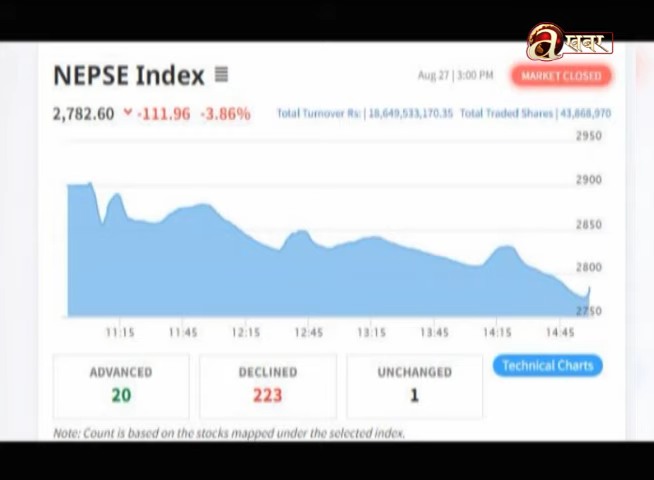 a खबर
NEPSE Index
Aug 27 | 3:00 PM MARKET CLOSED
2,782.60 -111.96 -3.86% Total Turnover Rs: | 18,649,533,170.35 Total Traded Shares | 43,868,970
2950
2900
2850
2800
2750
11:15 11:45 12:15 12:45 13:15 13:45 14:15 14:45
ADVANCED DECLINED UNCHANGED Technical Charts
20 223 1
Note: Count is based on the stocks mapped under the selected index.